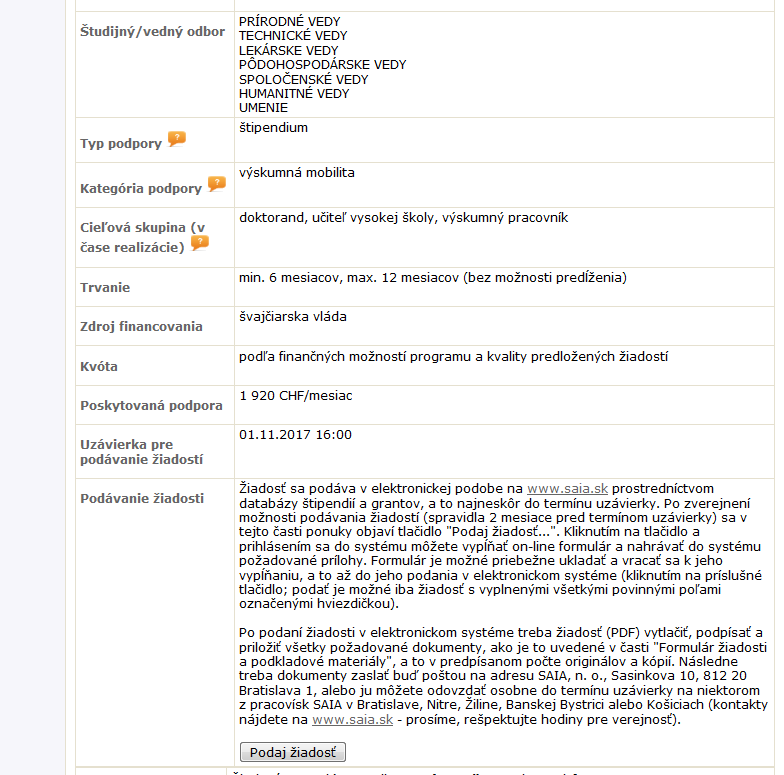 Študijný/vedný odbor
PRÍRODNÉ VEDY
TECHNICKÉ VEDY
LEKÁRSKE VEDY
PÔDOHOSPODÁRSKE VEDY
SPOLOČENSKÉ VEDY
HUMANITNÉ VEDY
UMENIE
Typ podpory ?
štipendium
Kategória podpory ?
výskumná mobilita
Cieľová skupina (v
čase realizácie) ?
doktorand, učiteľ vysokej školy, výskumný pracovník
Trvanie
min. 6 mesiacov, max. 12 mesiacov (bez možnosti predĺženia)
Zdroj financovania
švajčiarska vláda
Kvóta
podľa finančných možností programu a kvality predložených žiadostí
Poskytovaná podpora
1 920 CHF/mesiac
Uzávierka pre
podávanie žiadostí
01.11.2017 16:00
Podávanie žiadosti
Žiadosť sa podáva v elektronickej podobe na www.saia.sk prostredníctvom
databázy štipendií a grantov, a to najneskôr do termínu uzávierky. Po zverejnení
možnosti podávania žiadostí (spravidla 2 mesiace pred termínom uzávierky) sa v
tejto časti ponuky objaví tlačidlo "Podaj žiadosť...". Kliknutím na tlačidlo a
prihlásením sa do systému môžete vypĺňať on-line formulár a nahrávať do systému
požadované prílohy. Formulár je možné priebežne ukladať a vracať sa k jeho
vypĺňaniu, a to až do jeho podania v elektronickom systéme (kliknutím na príslušné
tlačidlo; podať je možné iba žiadosť s vyplnenými všetkými povinnými poľami
označenými hviezdičkou).
Po podaní žiadosti v elektronickom systéme treba žiadosť (PDF) vytlačiť, podpísať a
priložiť všetky požadované dokumenty, ako je to uvedené v časti "Formulár žiadosti
a podkladové materiály", a to v predpísanom počte originálov a kópií. Následne
treba dokumenty zaslať buď poštou na adresu SAIA, n. o., Sasinkova 10, 812 20
Bratislava 1, alebo ju môžete odovzdať osobne do termínu uzávierky na niektorom
z pracovísk SAIA v Bratislave, Nitre, Žiline, Banskej Bystrici alebo Košiciach (kontakty
nájdete na www.saia.sk - prosíme, rešpektujte hodiny pre verejnosť).
Podaj žiadosť